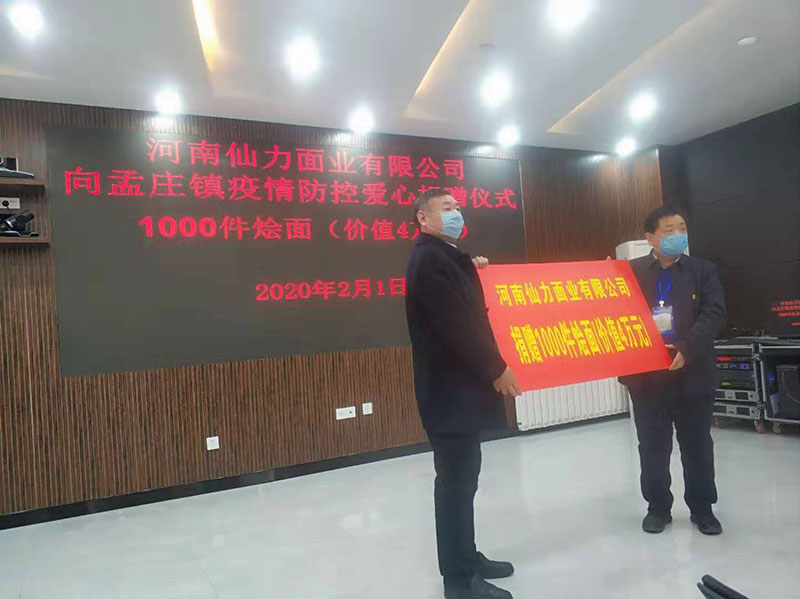 河南仙力面业有限公司
向孟庄镇疫情防控爱心 赠仪式
1000件烩面（价值4
2020年2月1日
河南仙力面业有限公司
捐赠1000件烩面(价值4万元)